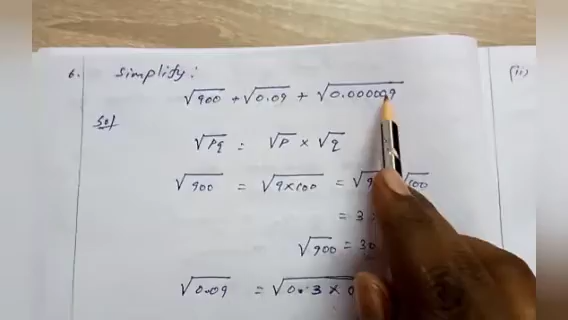 6. Simplify: (ii)
√900 + √0.09 + √0.000009
Sol
√pq = √p × √q
√900 = √9×100 = √9 √100
= 3
√900 = 30
√0.09 = √0.3 × 0